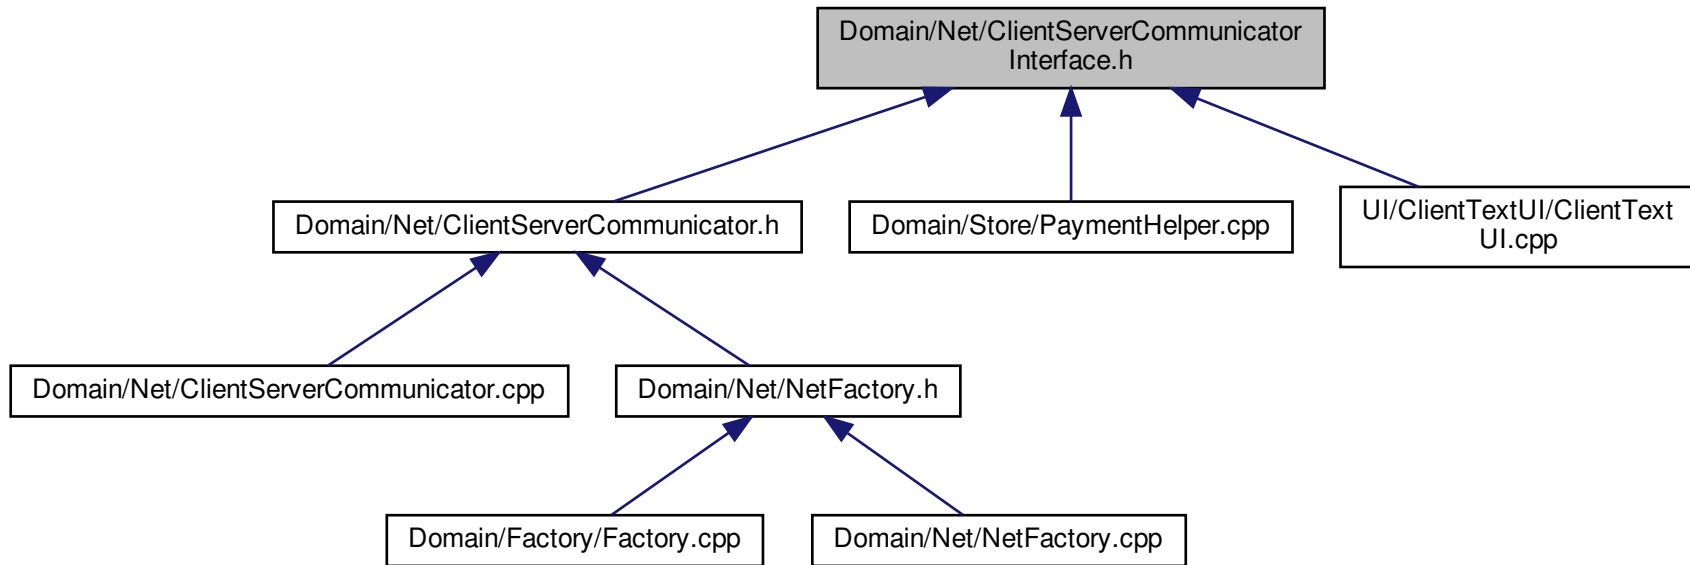 Domain/Net/ClientServerCommunicator
Interface.h
Domain/Net/ClientServerCommunicator.h
Domain/Store/PaymentHelper.cpp
UI/ClientTextUI/ClientText
UI.cpp
Domain/Net/ClientServerCommunicator.cpp
Domain/Net/NetFactory.h
Domain/Factory/Factory.cpp
Domain/Net/NetFactory.cpp